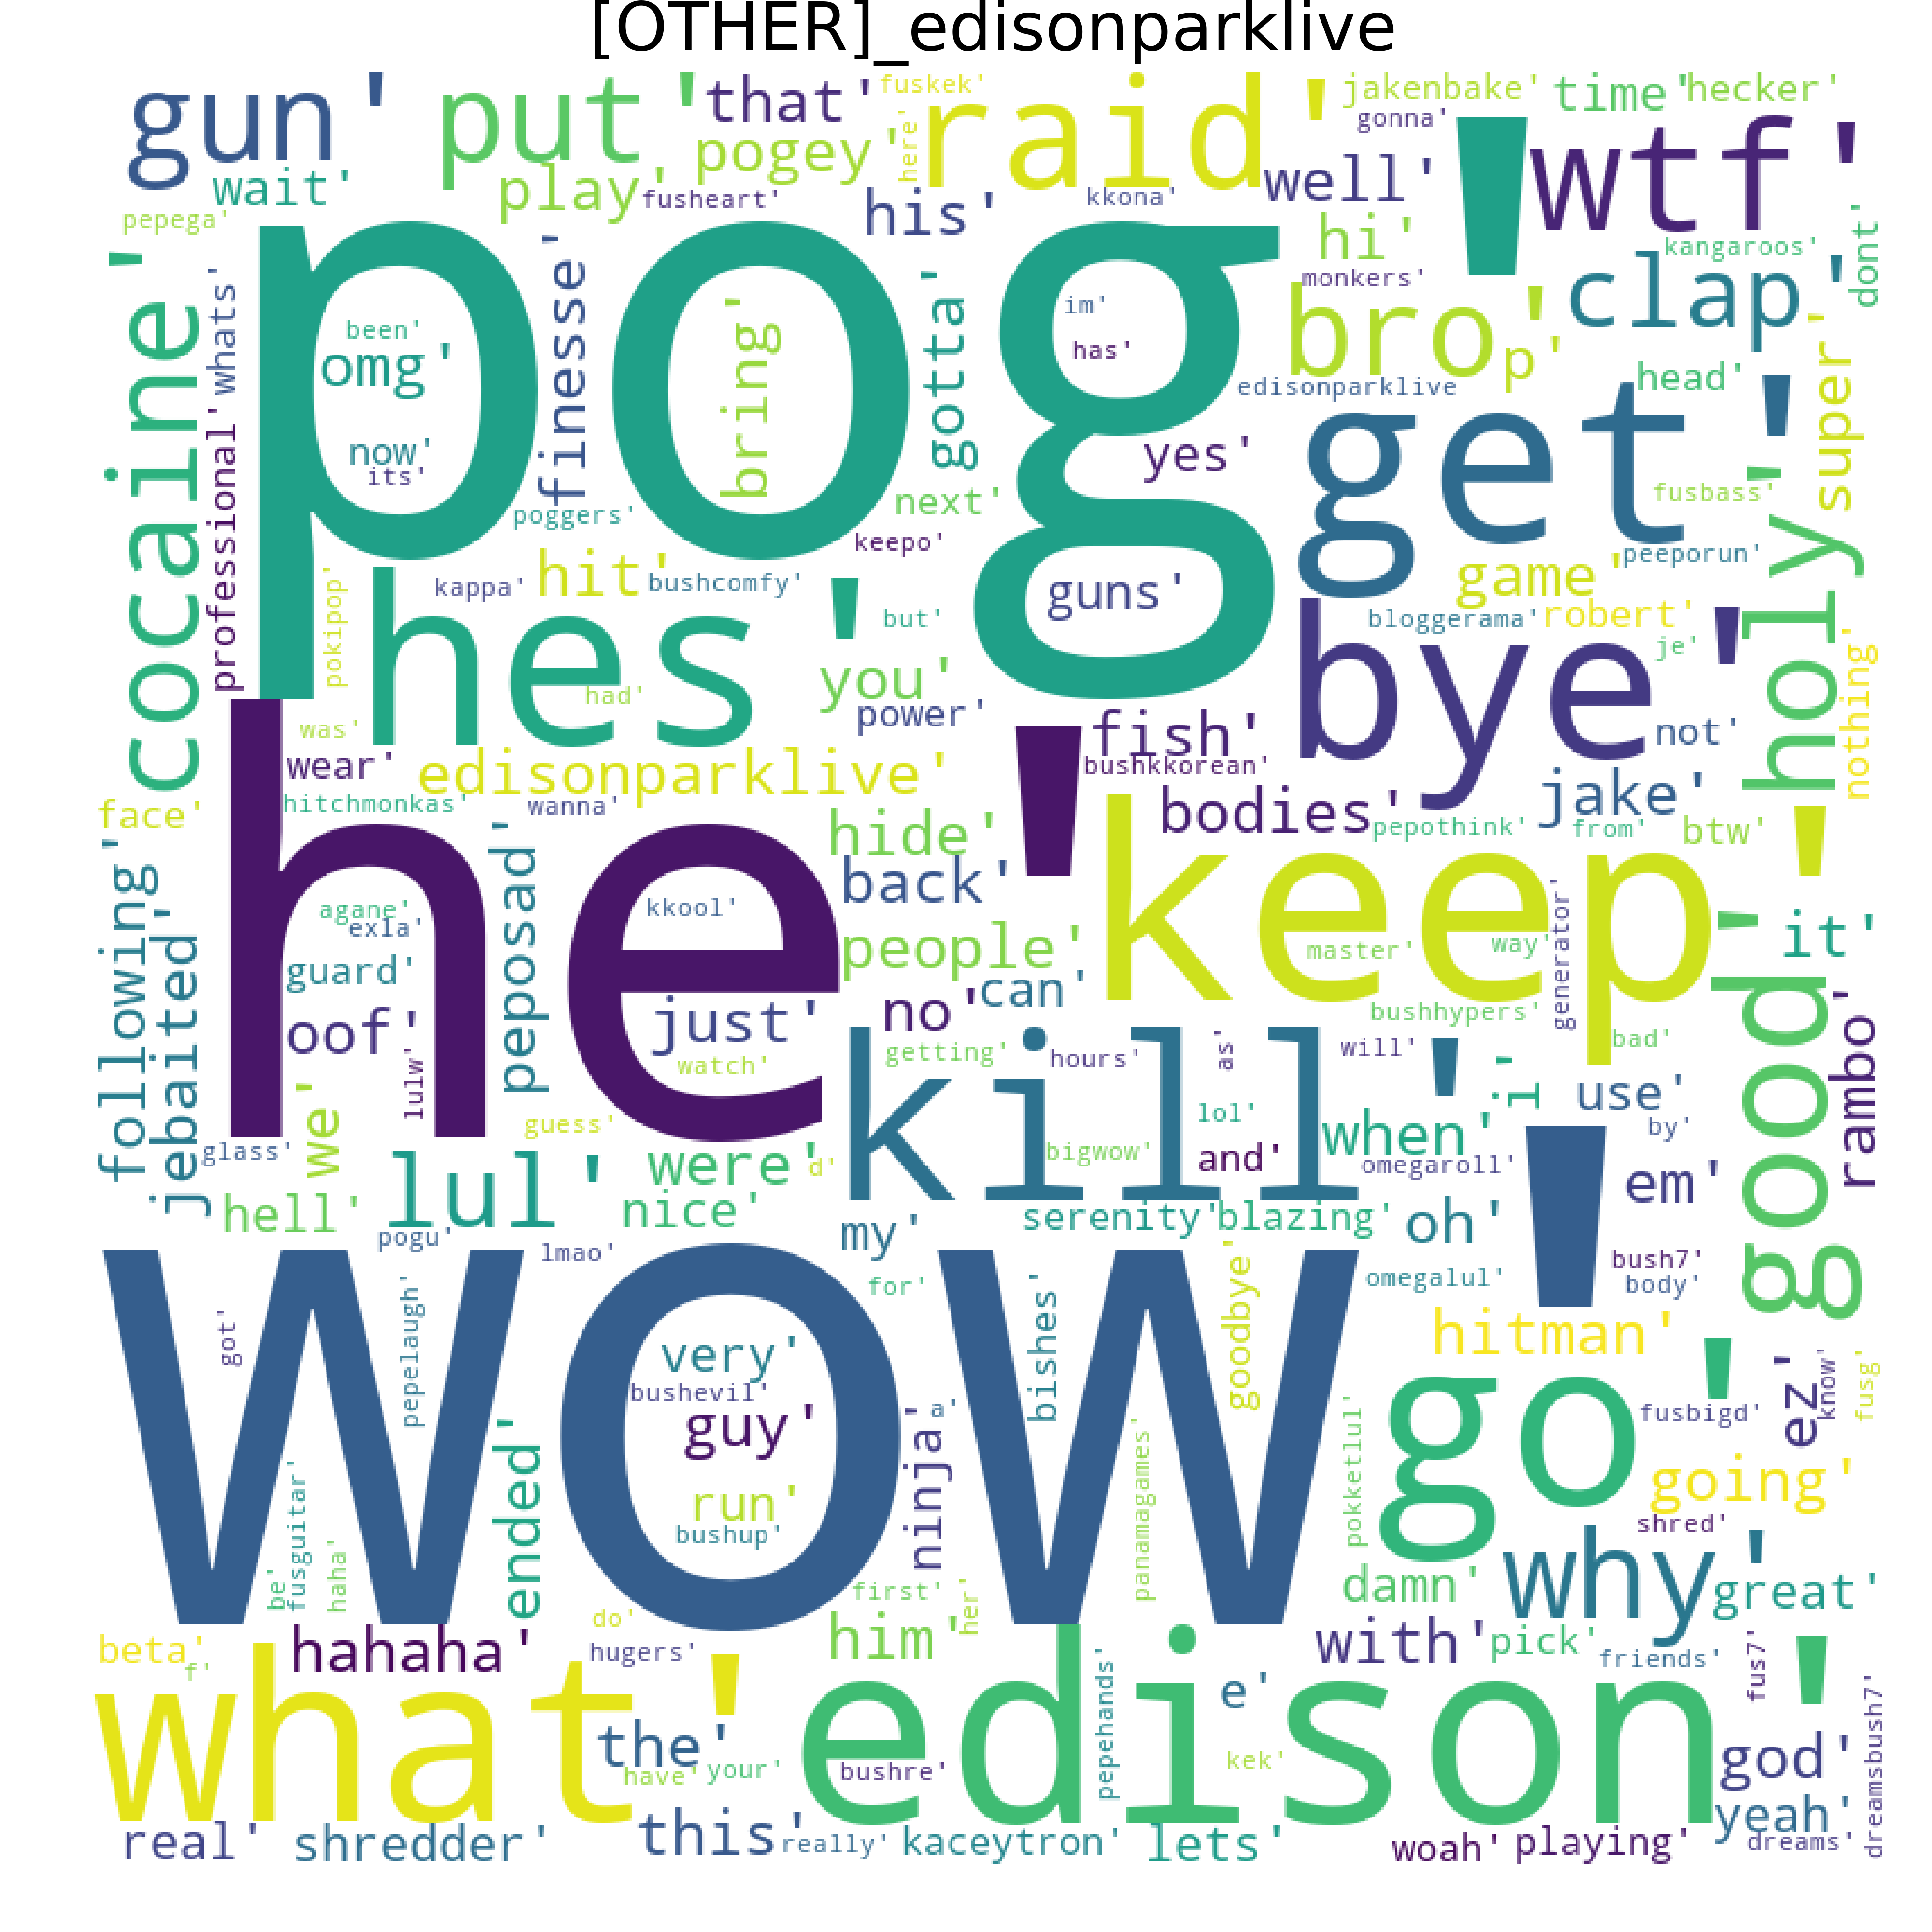 [OTHER]_edisonparklive
gun'
put'
that'
fuskek'
raid'
jakenbake'
time'
hecker'
gonna'
wtf'
pogey'
here'
wait'
play'
fusheart'
his'
kkona'
well'
pepega'
hi'
kangaroos'
dont'
monkers'
clap'
cocaine'
whats'
pog'
been'
omg'
finesse'
bring'
gotta'
im'
has'
bro'
p'
super'
edisonparklive
head'
professional'
now'
its'
yes'
get'
poggers'
next'
keepo'
fusbass'
holy'
peeporun'
pokipop'
kappa'
hit'
bushcomfy'
guns'
game'
hes'
but'
bloggerama'
robert'
je'
had'
you'
power'
bye'
not'
nothing'
was'
fish'
wear'
edisonparklive'
bushkkorean'
face'
hitchmonkas'
wanna'
hide'
bodies'
jake'
pepothink'
from'
btw'
he'
back'
keep'
following'
jebaited'
agane'
exla'
peposad'
kkool'
people'
master'
way'
generator'
good'
it'
guard'
can'
oof'
just'
no'
bushhypers'
rambo'
lulw'
watch'
getting'
hours'
as'
will'
bad'
we'
guess'
kill'
i'
use'
lol'
when'
by'
glass'
were'
d'
bigwow'
and'
omegaroll'
em'
hell'
lul'
nice'
my'
serenity'
blazing'
oh'
pogu'
lmao'
wow'
for'
bishes'
goodbye'
omegalul'
bush7'
body'
got'
pepelaugh'
very'
hitman'
bushevil'
guy'
ninja'
a'
go'
ez'
know'
fusg'
fusbigd'
ended'
run'
bushup'
panamagames'
pokketlul'
going'
shred'
be'
fusguitar'
haha'
first'
her'
damn'
why'
great'
do'
beta'
f'
hahaha'
hugers'
him'
with'
pick'
friends'
fus7'
what'
edison'
pepehands'
e'
the'
have'
your'
bushre'
kek'
god'
dreamsbush7'
yeah'
real'
shredder'
this'
really'
kaceytron'
lets'
woah'
playing'
dreams'